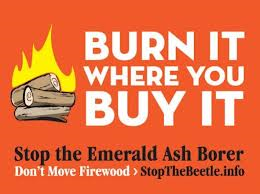 BURN IT
WHERE YOU
BUY IT
Stop the Emerald Ash Borer
Don't Move Firewood > StopTheBeetle.info